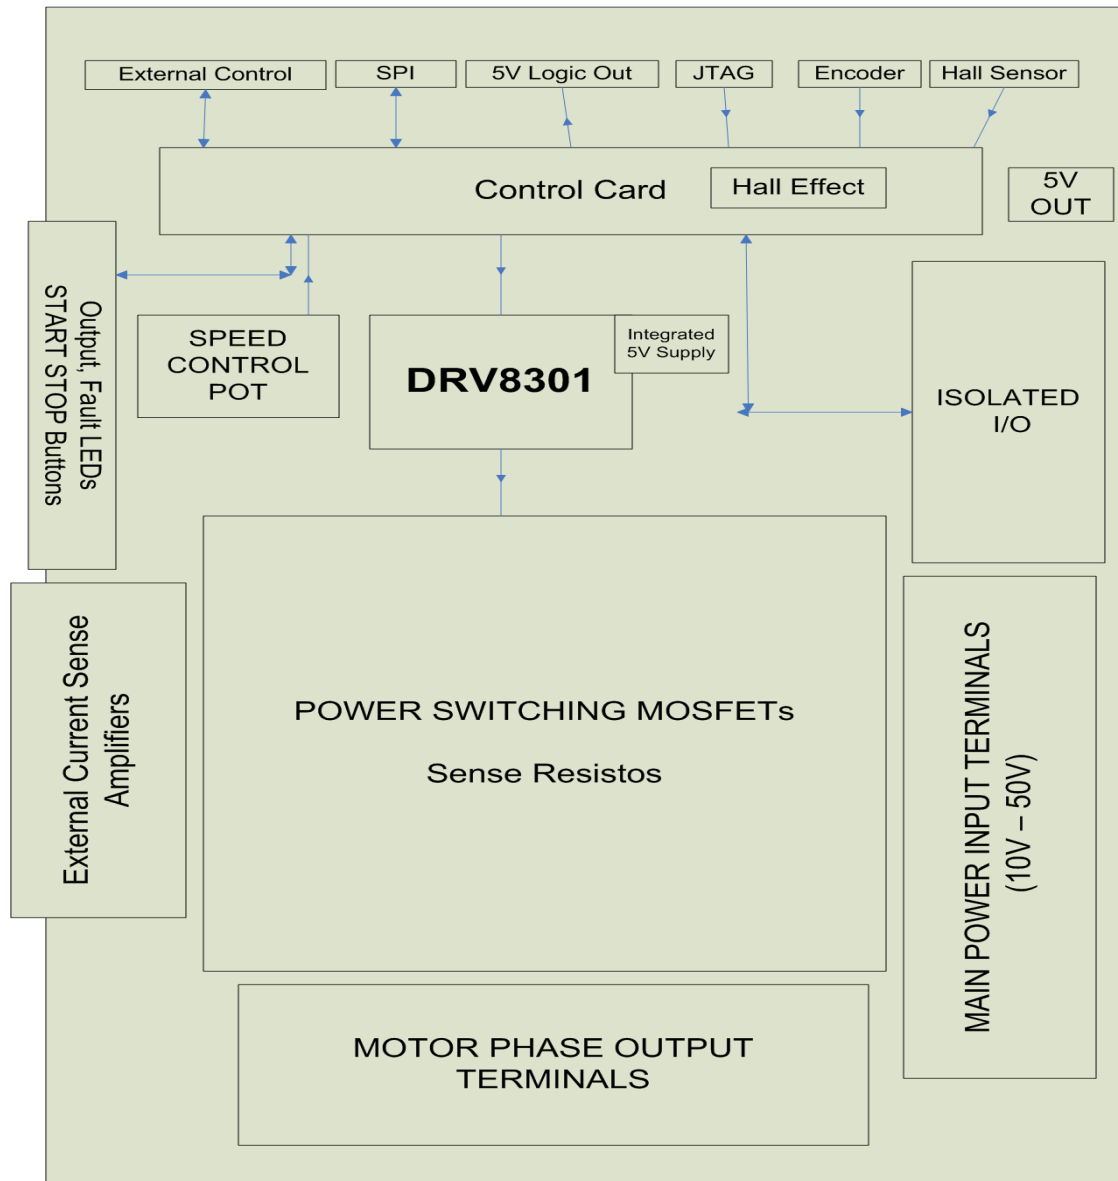 External Control
SPI
5V Logic Out
JTAG
Encoder
Hall Sensor
Control Card
Hall Effect
5V
OUT
Output, Fault LEDs
START STOP Buttons
SPEED
CONTROL
POT
DRV8301
Integrated
5V Supply
ISOLATED
I/O
External Current Sense
Amplifiers
POWER SWITCHING MOSFETs
Sense Resistos
MAIN POWER INPUT TERMINALS
(10V – 50V)
MOTOR PHASE OUTPUT
TERMINALS